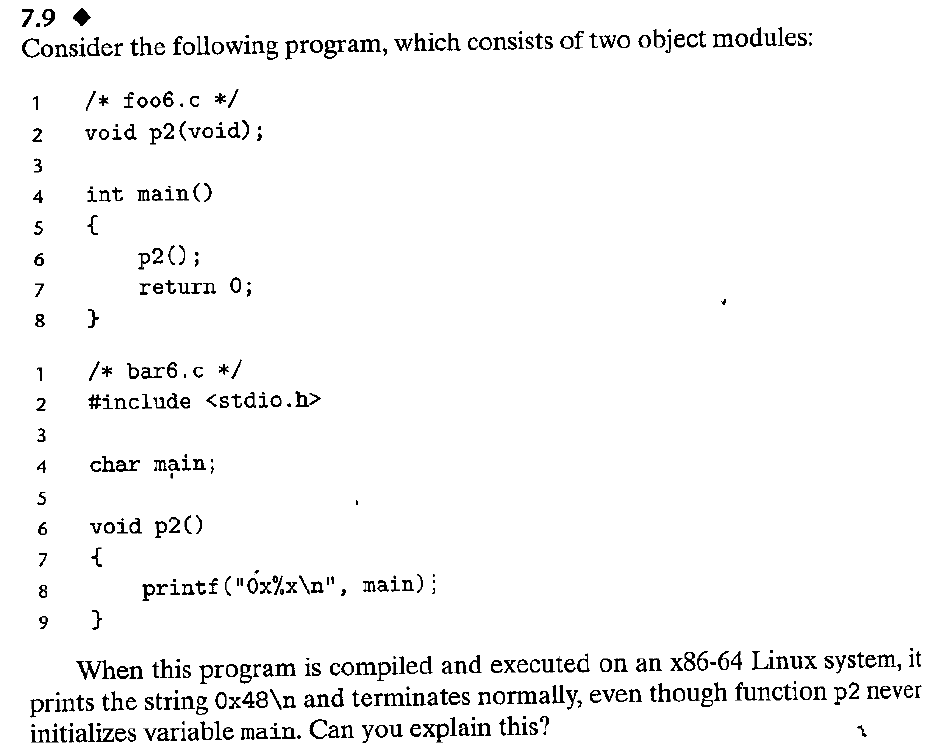 7.9 ◆
Consider the following program, which consists of two object modules:
1 /* foo6.c */
2 void p2(void);
3
4 int main()
5 {
6 p2();
7 return 0;
8 }
1 /* bar6.c */
2 #include <stdio.h>
3
4 char main;
5
6 void p2()
7 {
8 printf("0x%x\n", main);
9 }
When this program is compiled and executed on an x86-64 Linux system, it
prints the string 0x48\n and terminates normally, even though function p2 never
initializes variable main. Can you explain this?